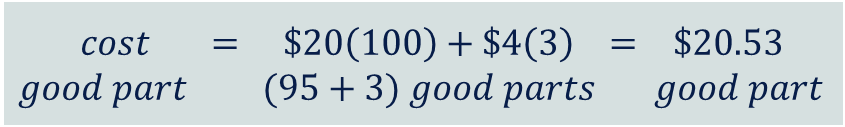 cost = $20(100) + $4(3) = $20.53
good part (95 + 3) good parts good part